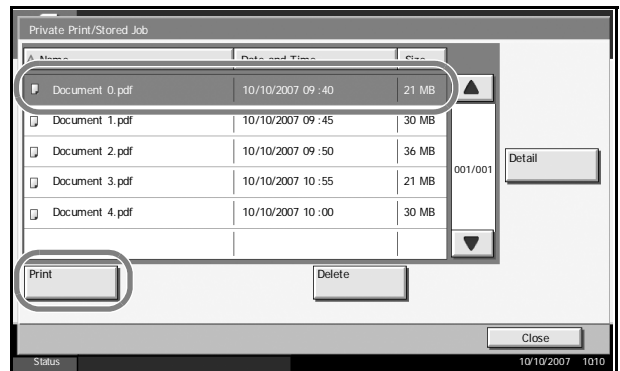 Private Print/Stored Job
Name Date and Time Size
Document 0.pdf 10/10/2007 09:40 21 MB
Document 1.pdf 10/10/2007 09:45 30 MB
Document 2.pdf 10/10/2007 09:50 36 MB
Document 3.pdf 10/10/2007 10:55 21 MB
Document 4.pdf 10/10/2007 10:00 30 MB
001/001
Detail
Print
Delete
Close
Status 10/10/2007 1010